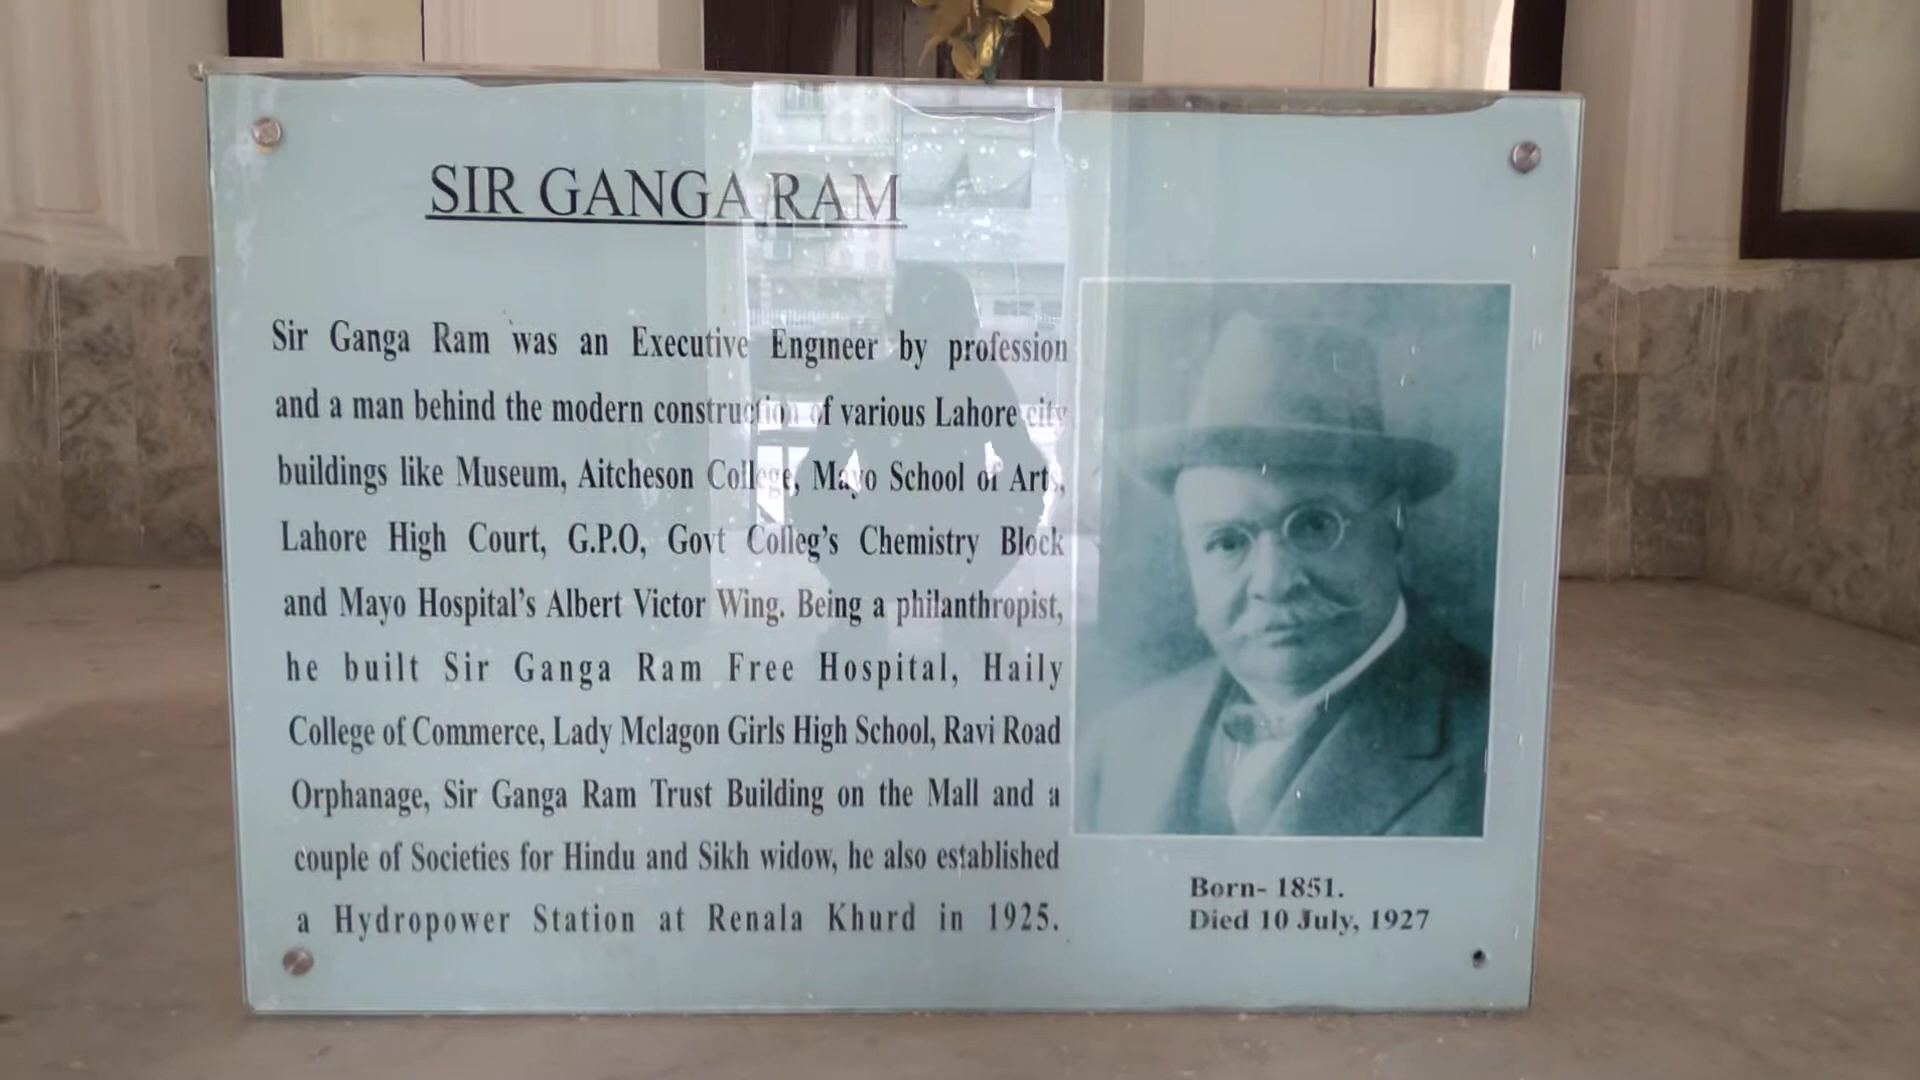 SIR GANGA RAM
Sir Ganga Ram was an Executive Engineer by profession
and a man behind the modern construction of various Lahore city
buildings like Museum, Aitcheson College, Mayo School of Arts,
Lahore High Court, G.P.O, Govt Colleg's Chemistry Block
and Mayo Hospital's Albert Victor Wing. Being a philanthropist,
he built Sir Ganga Ram Free Hospital, Haily
College of Commerce, Lady Mclagon Girls High School, Ravi Road
Orphanage, Sir Ganga Ram Trust Building on the Mall and a
couple of Societies for Hindu and Sikh widow, he also established
a Hydropower Station at Renala Khurd in 1925.
Born- 1851.
Died 10 July, 1927